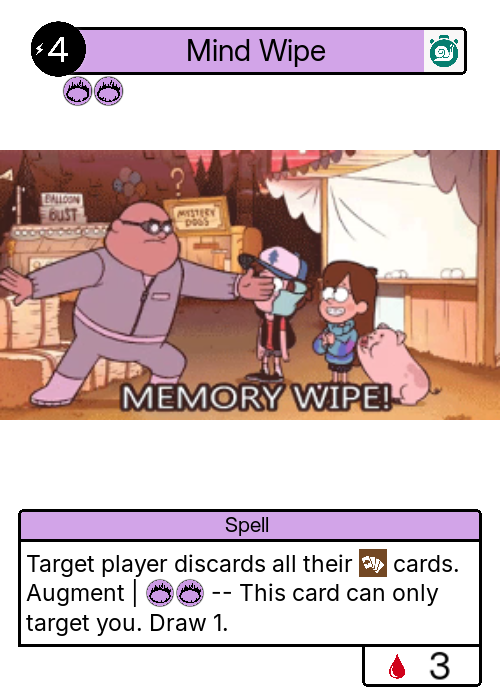 4 Mind Wipe
BALLOON
BUST
?
MYSTERY
DOGS
MEMORY WIPE!
Spell
Target player discards all their cards.
Augment | -- This card can only
target you. Draw 1.
3